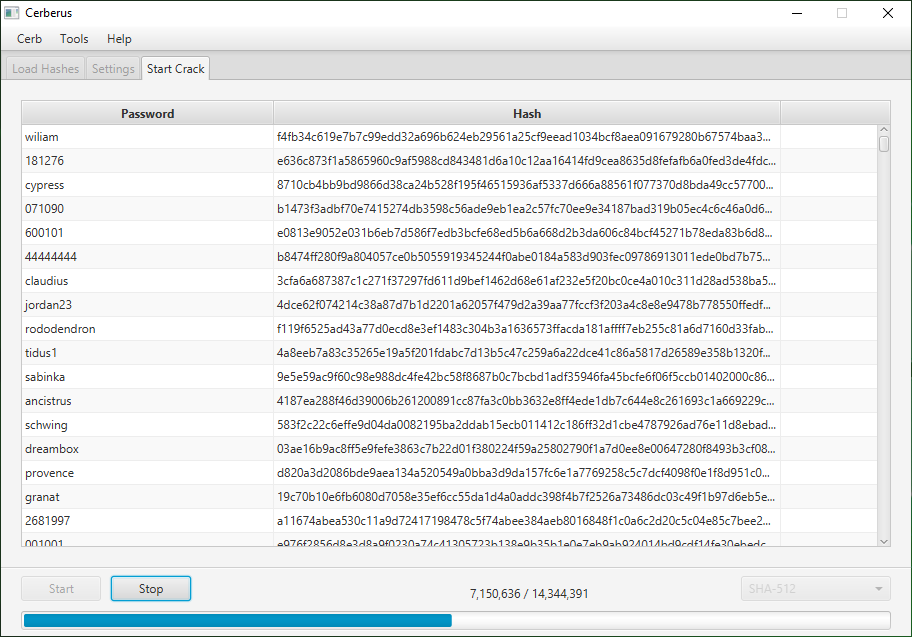 Cerberus
Cerb Tools Help
Load Hashes Settings Start Crack
Password Hash
wiliam f4fb34c619e7b7c99edd32a696b624eb29561a25cf9eead1034bcf8aea091679280b67574baa3...
181276 e636c873f1a5865960c9af5988cd843481d6a10c12aa16414fd9cea8635d8fefafb6a0fed3de4fdc...
cypress 8710cb4bb9bd9866d38ca24b528f195f46515936af5337d666a88561f077370d8bda49cc57700...
071090 b1473f3adbf70e7415274db3598c56ade9eb1ea2c57fc70ee9e34187bad319b05ec4c6c46a0d6...
600101 e0813e9052e031b6eb7d586f7edb3bcfe68ed5b6a668d2b3da606c84bcf45271b78eda83b6d8...
44444444 b8474ff280f9a804057ce0b5055919345244f0abe0184a583d903fec09786913011ede0bd7b75...
claudius 3cfa6a687387c1c271f37297fd611d9bef1462d68e61af232e5f20bc0ce4a010c311d28ad538ba5...
jordan23 4dce62f074214c38a87d7b1d2201a62057f479d2a39aa77fccf3f203a4c8e8e9478b778550ffedf...
rododendron f119f6525ad43a77d0ecd8e3ef1483c304b3a1636573ffacda181affff7eb255c81a6d7160d33fab...
tidus1 4a8eeb7a83c35265e19a5f201fdabc7d13b5c47c259a6a22dce41c86a5817d26589e358b1320f...
sabinka 9e5e59ac9f60c98e988dc4fe42bc58f8687b0c7bcbd1adf35946fa45bcfe6f06f5ccb01402000c86...
ancistrus 4187ea288f46d39006b261200891cc87fa3c0bb3632e8ff4ede1db7c644e8c261693c1a669229c...
schwing 583f2c22c6effe9d04da0082195ba2ddab15ecb011412c186ff32d1cbe4787926ad76e11d8ebad...
dreambox 03ae16b9ac8ff5e9fefe3863c7b22d01f380224f59a25802790f1a7d0ee8e00647280f8493b3cf08...
provence d820a3d2086bde9aea134a520549a0bba3d9da157fc6e1a7769258c5c7dcf4098f0e1f8d951c0...
granat 19c70b10e6fb6080d7058e35ef6cc55da1d4a0addc398f4b7f2526a73486dc03c49f1b97d6eb5e...
2681997 a11674abea530c11a9d72417198478c5f74abee384aeb8016848f1c0a6c2d20c5c04e85c7bee2...
001001 e976f2856d8e3d8a9f0230a74c41305723b138e9b35b1e0e7eb9ab924014bd9cdf14fe30ebedc
Start Stop 7,150,636 / 14,344,391 SHA-512